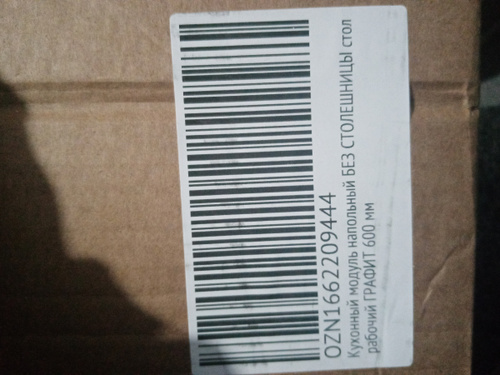 OZN1662209444
Кухонный модуль напольный БЕЗ СТОЛЕШНИЦЫ стол
рабочий ГРАФИТ 600 мм